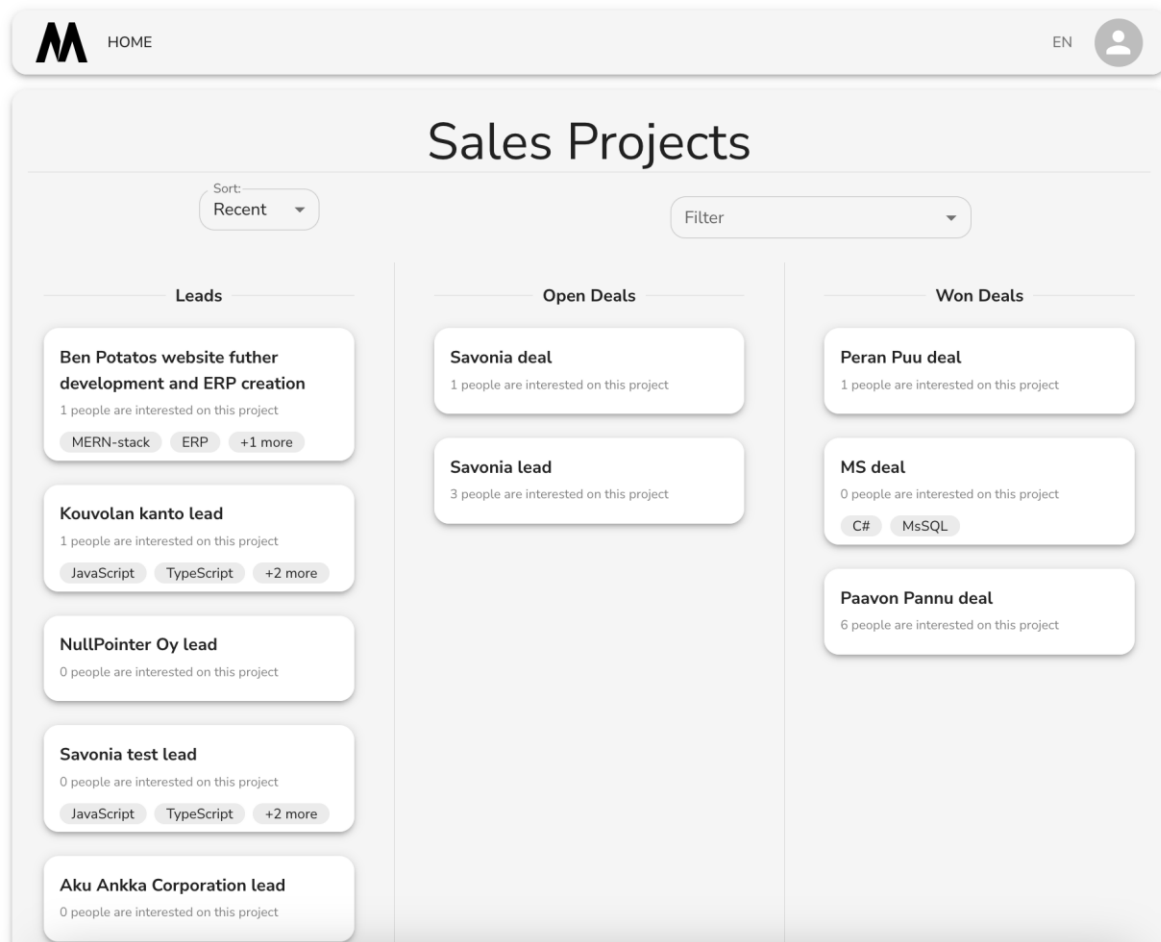 HOME
EN
Sales Projects
Sort:
Recent
Filter
Leads
Ben Potatos website futher
development and ERP creation
1 people are interested on this project
MERN-stack ERP +1 more
Kouvolan kanto lead
1 people are interested on this project
JavaScript TypeScript +2 more
NullPointer Oy lead
0 people are interested on this project
Savonia test lead
0 people are interested on this project
JavaScript TypeScript +2 more
Aku Ankka Corporation lead
0 people are interested on this project
Open Deals
Savonia deal
1 people are interested on this project
Savonia lead
3 people are interested on this project
Won Deals
Peran Puu deal
1 people are interested on this project
MS deal
0 people are interested on this project
C# MsSQL
Paavon Pannu deal
6 people are interested on this project